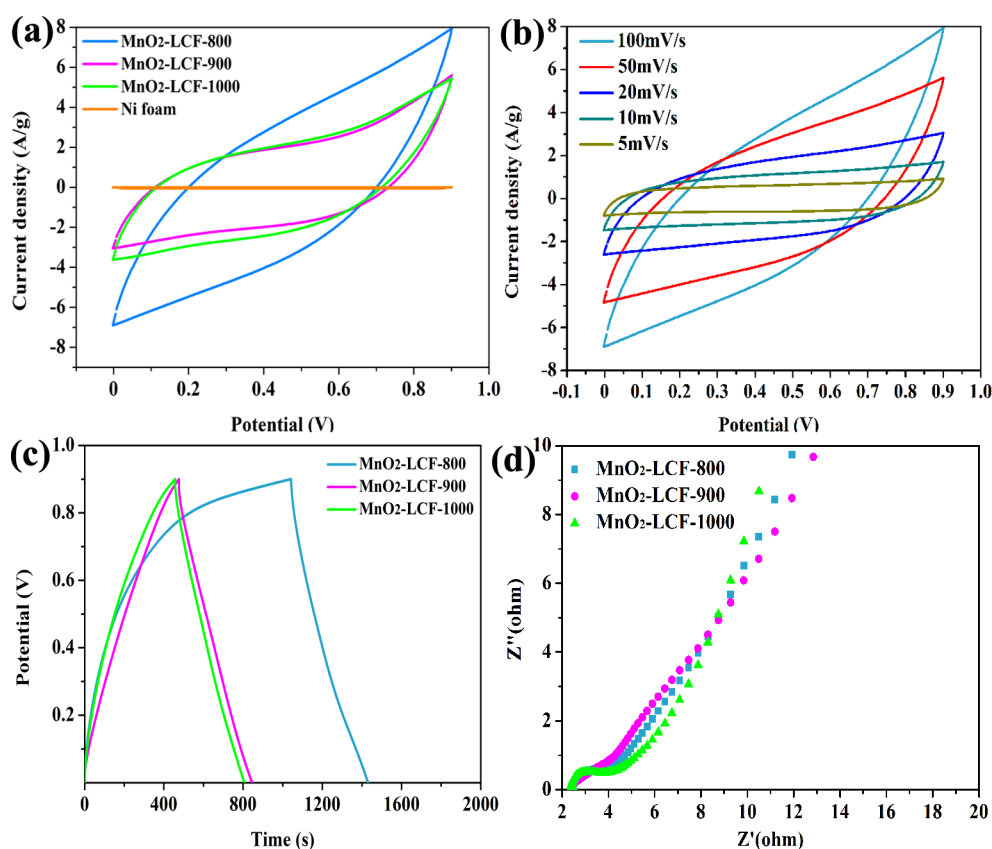 (a)
MnO2-LCF-800
MnO2-LCF-900
MnO2-LCF-1000
Ni foam
8
6
4
2
0
-2
-4
-6
-8
0
0.2
0.4
0.6
0.8
1.0
Current density (A/g)
Potential (V)
(b)
100mV/s
50mV/s
20mV/s
10mV/s
5mV/s
8
6
4
2
0
-2
-4
-6
-8
-0.1
0
0.1
0.2
0.3
0.4
0.5
0.6
0.7
0.8
0.9
1.0
Current density (A/g)
Potential (V)
(c)
MnO2-LCF-800
MnO2-LCF-900
MnO2-LCF-1000
1.0
0.8
0.6
0.4
0.2
0
400
800
1200
1600
2000
Potential (V)
Time (s)
(d)
MnO2-LCF-800
MnO2-LCF-900
MnO2-LCF-1000
10
8
6
4
2
0
0
2
4
6
8
10
12
14
16
18
20
Z''(ohm)
Z'(ohm)